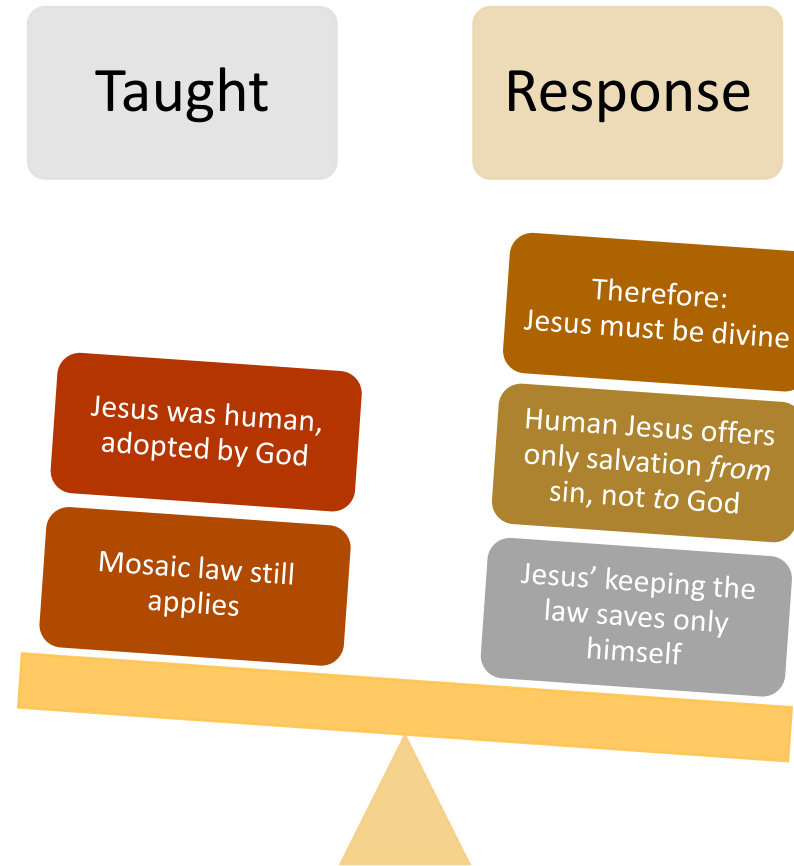 Taught
Response
Therefore:
Jesus must be divine
Jesus was human,
adopted by God
Human Jesus offers
only salvation from
sin, not to God
Mosaic law still
applies
Jesus’ keeping the
law saves only
himself